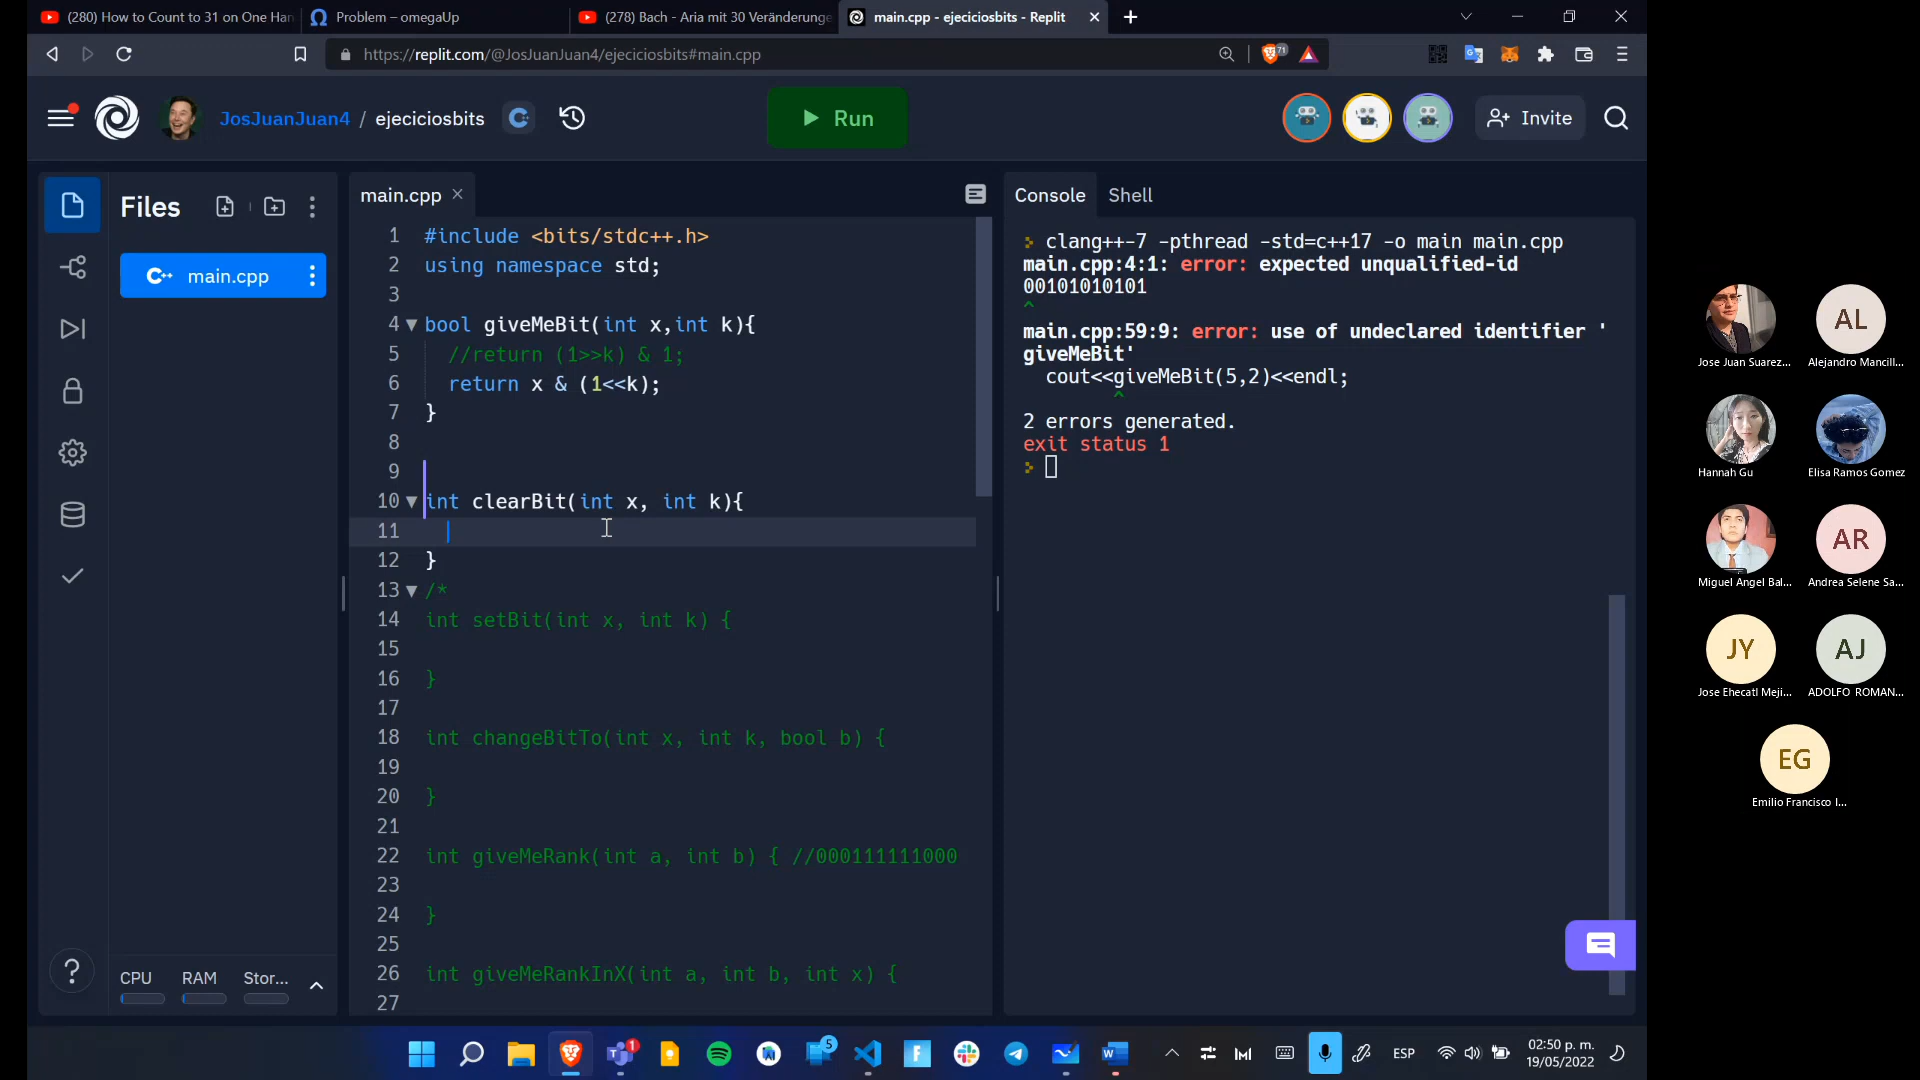 (280) How to Count to 31 on One Han
Problem – omegaUp
(278) Bach - Aria mit 30 Veränderunge
main.cpp - ejeciciosbits - Replit
https://replit.com/@JosJuanJuan4/ejeciciosbits#main.cpp
71
JosJuanJuan4 / ejeciciosbits
Run
Invite
Files
main.cpp
main.cpp
Console
Shell
1 #include <bits/stdc++.h>
2 using namespace std;
3
4 bool giveMeBit(int x,int k){
5 //return (1>>k) & 1;
6 return x & (1<<k);
7 }
8
9
10 int clearBit(int x, int k){
11
12 }
13 /*
14 int setBit(int x, int k) {
15
16 }
17
18 int changeBitTo(int x, int k, bool b) {
19
20 }
21
22 int giveMeRank(int a, int b) { //000111111000
23
24 }
25
26 int giveMeRankInX(int a, int b, int x) {
27
clang++-7 -pthread -std=c++17 -o main main.cpp
main.cpp:4:1: error: expected unqualified-id
00101010101
^
main.cpp:59:9: error: use of undeclared identifier '
giveMeBit'
cout<<giveMeBit(5,2)<<endl;
^
2 errors generated.
exit status 1
CPU
RAM
Stor...
Jose Juan Suarez...
AL
Alejandro Mancill...
Hannah Gu
Elisa Ramos Gomez
Miguel Angel Bal...
AR
Andrea Selene Sa...
JY
Jose Ehecatl Meji...
AJ
ADOLFO ROMAN...
EG
Emilio Francisco I...
1
5
ESP
02:50 p. m.
19/05/2022